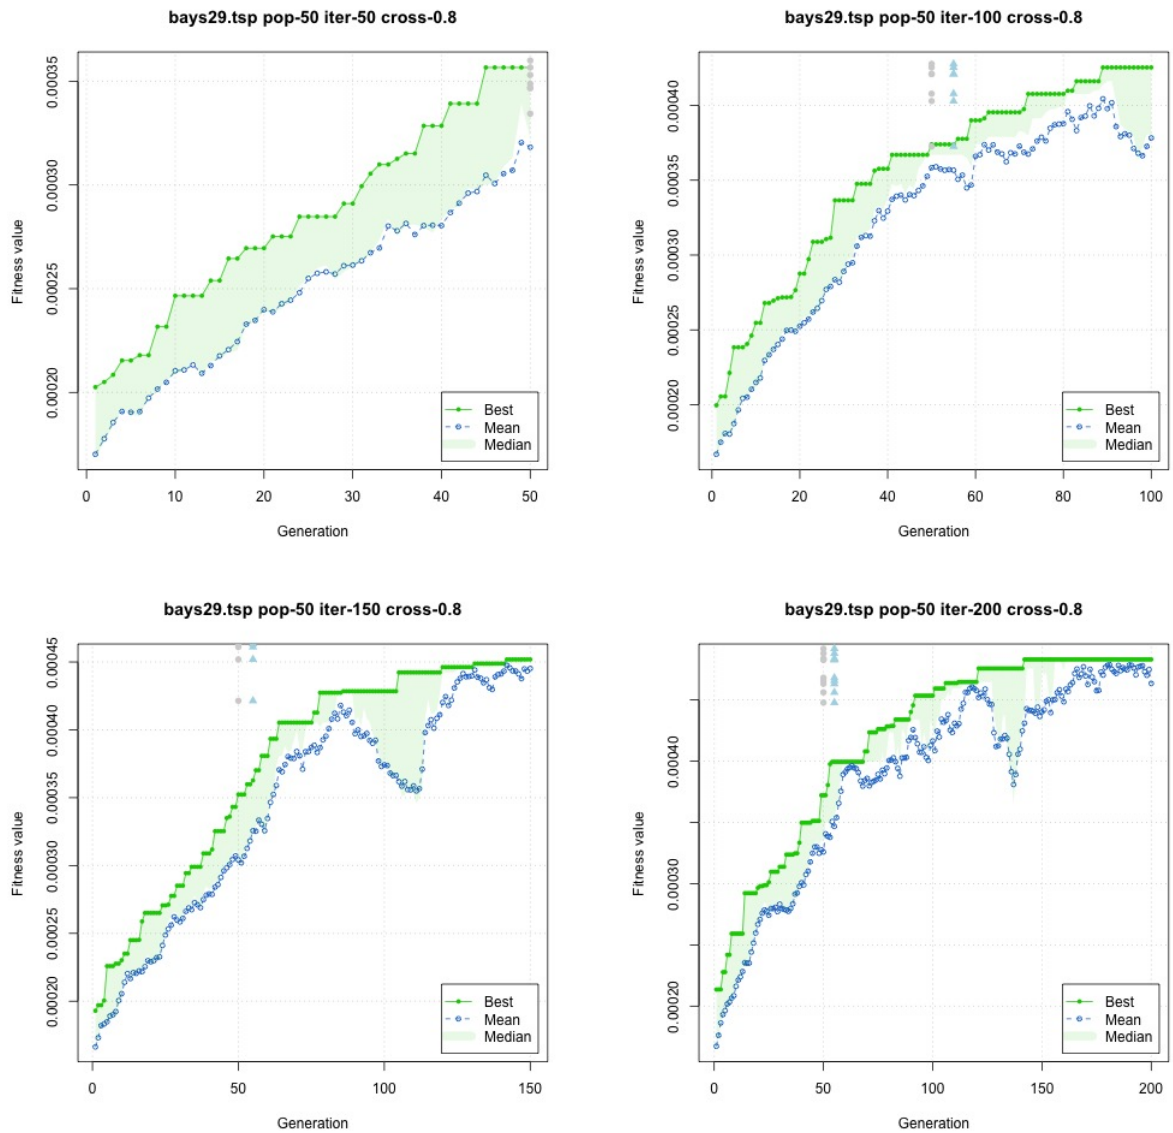 bays29.tsp pop-50 iter-50 cross-0.8
Fitness value
0.00035
0.00030
0.00025
0.00020
Best
Mean
Median
0 10 20 30 40 50
Generation
bays29.tsp pop-50 iter-100 cross-0.8
Fitness value
0.00040
0.00035
0.00030
0.00025
0.00020
Best
Mean
Median
0 20 40 60 80 100
Generation
bays29.tsp pop-50 iter-150 cross-0.8
Fitness value
0.00045
0.00040
0.00035
0.00030
0.00025
0.00020
Best
Mean
Median
0 50 100 150
Generation
bays29.tsp pop-50 iter-200 cross-0.8
Fitness value
0.00040
0.00030
0.00020
Best
Mean
Median
0 50 100 150 200
Generation